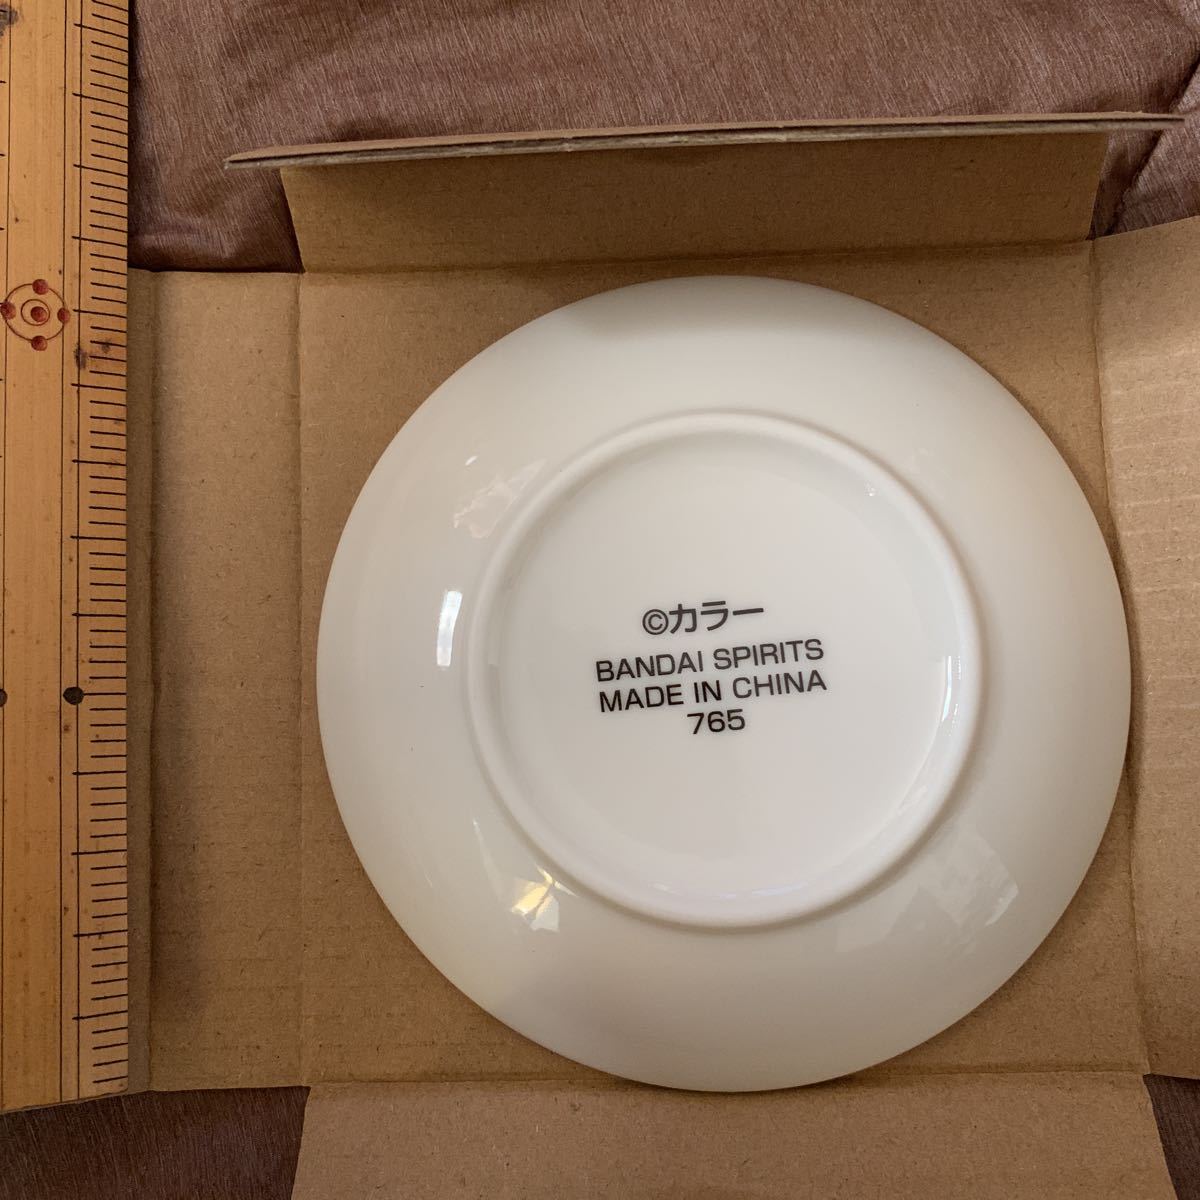 ©カラー
BANDAI SPIRITS
MADE IN CHINA
765